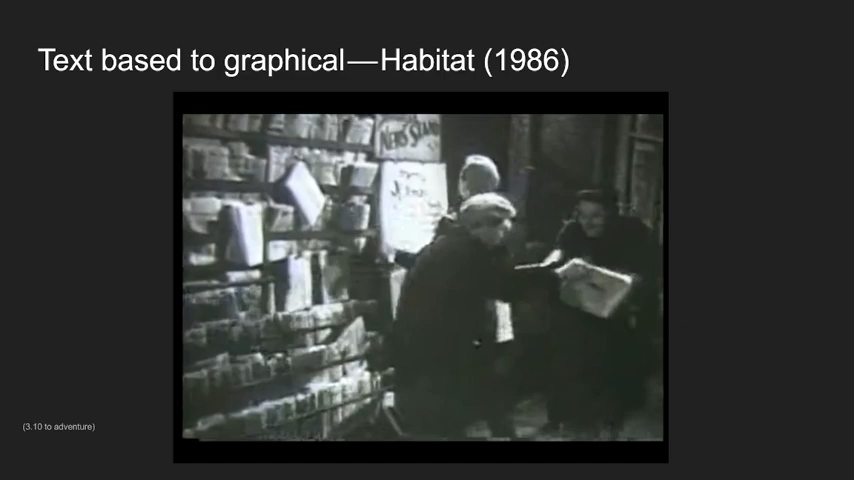 Text based to graphical—Habitat (1986)
NEWS STAND
(3.10 to adventure)